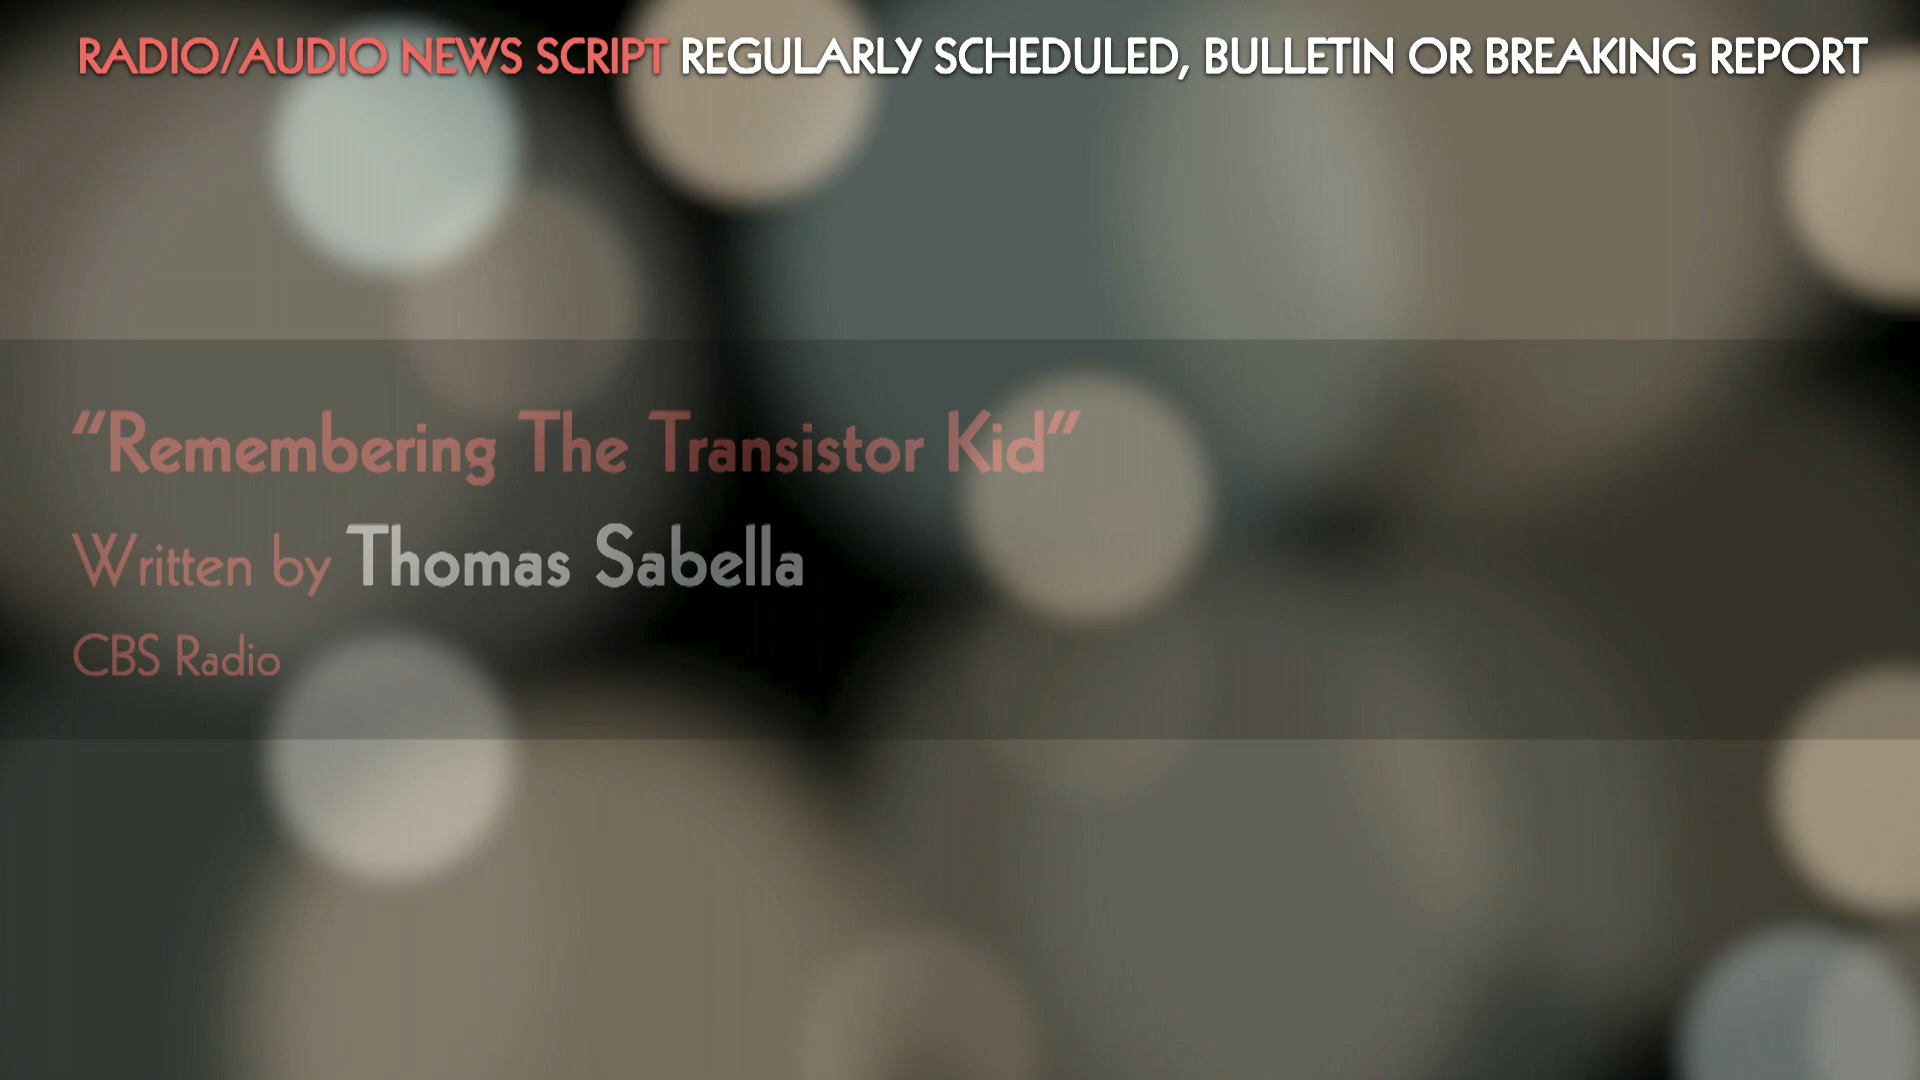 RADIO/AUDIO NEWS SCRIPT REGULARLY SCHEDULED, BULLETIN OR BREAKING REPORT
“Remembering The Transistor Kid”
Written by Thomas Sabella
CBS Radio